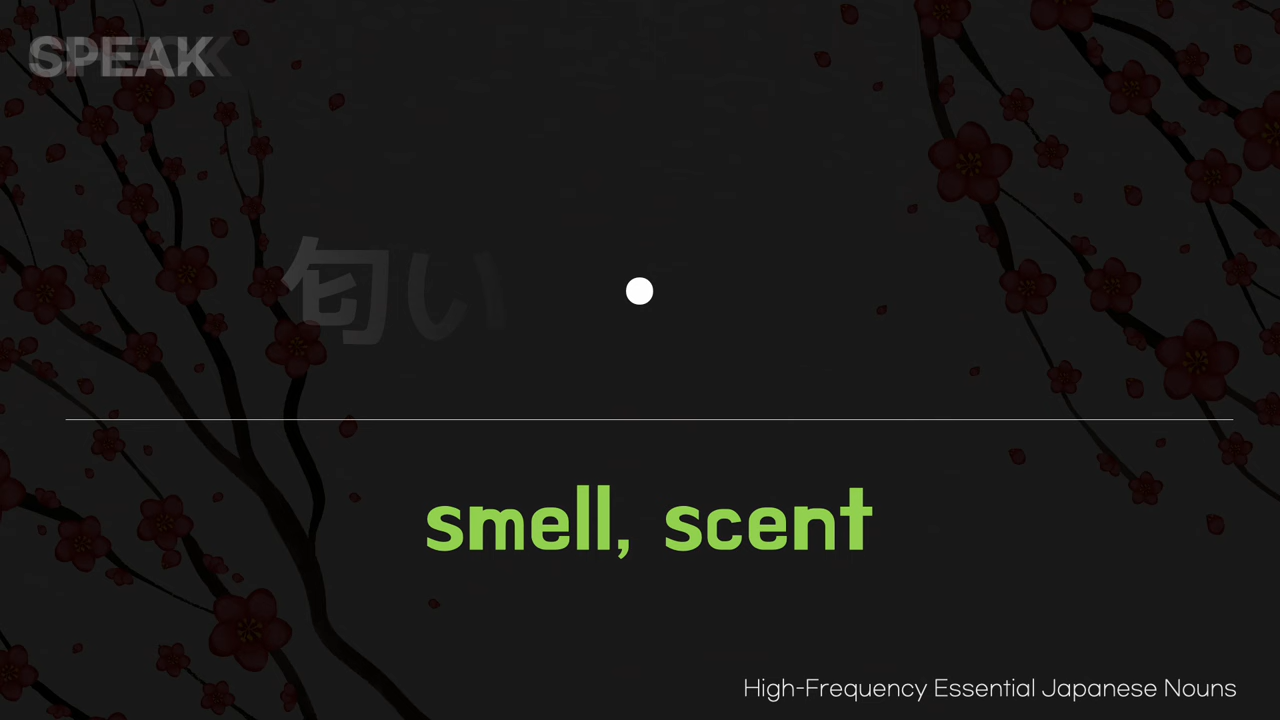 SPEAK
匂い
smell, scent
High-Frequency Essential Japanese Nouns